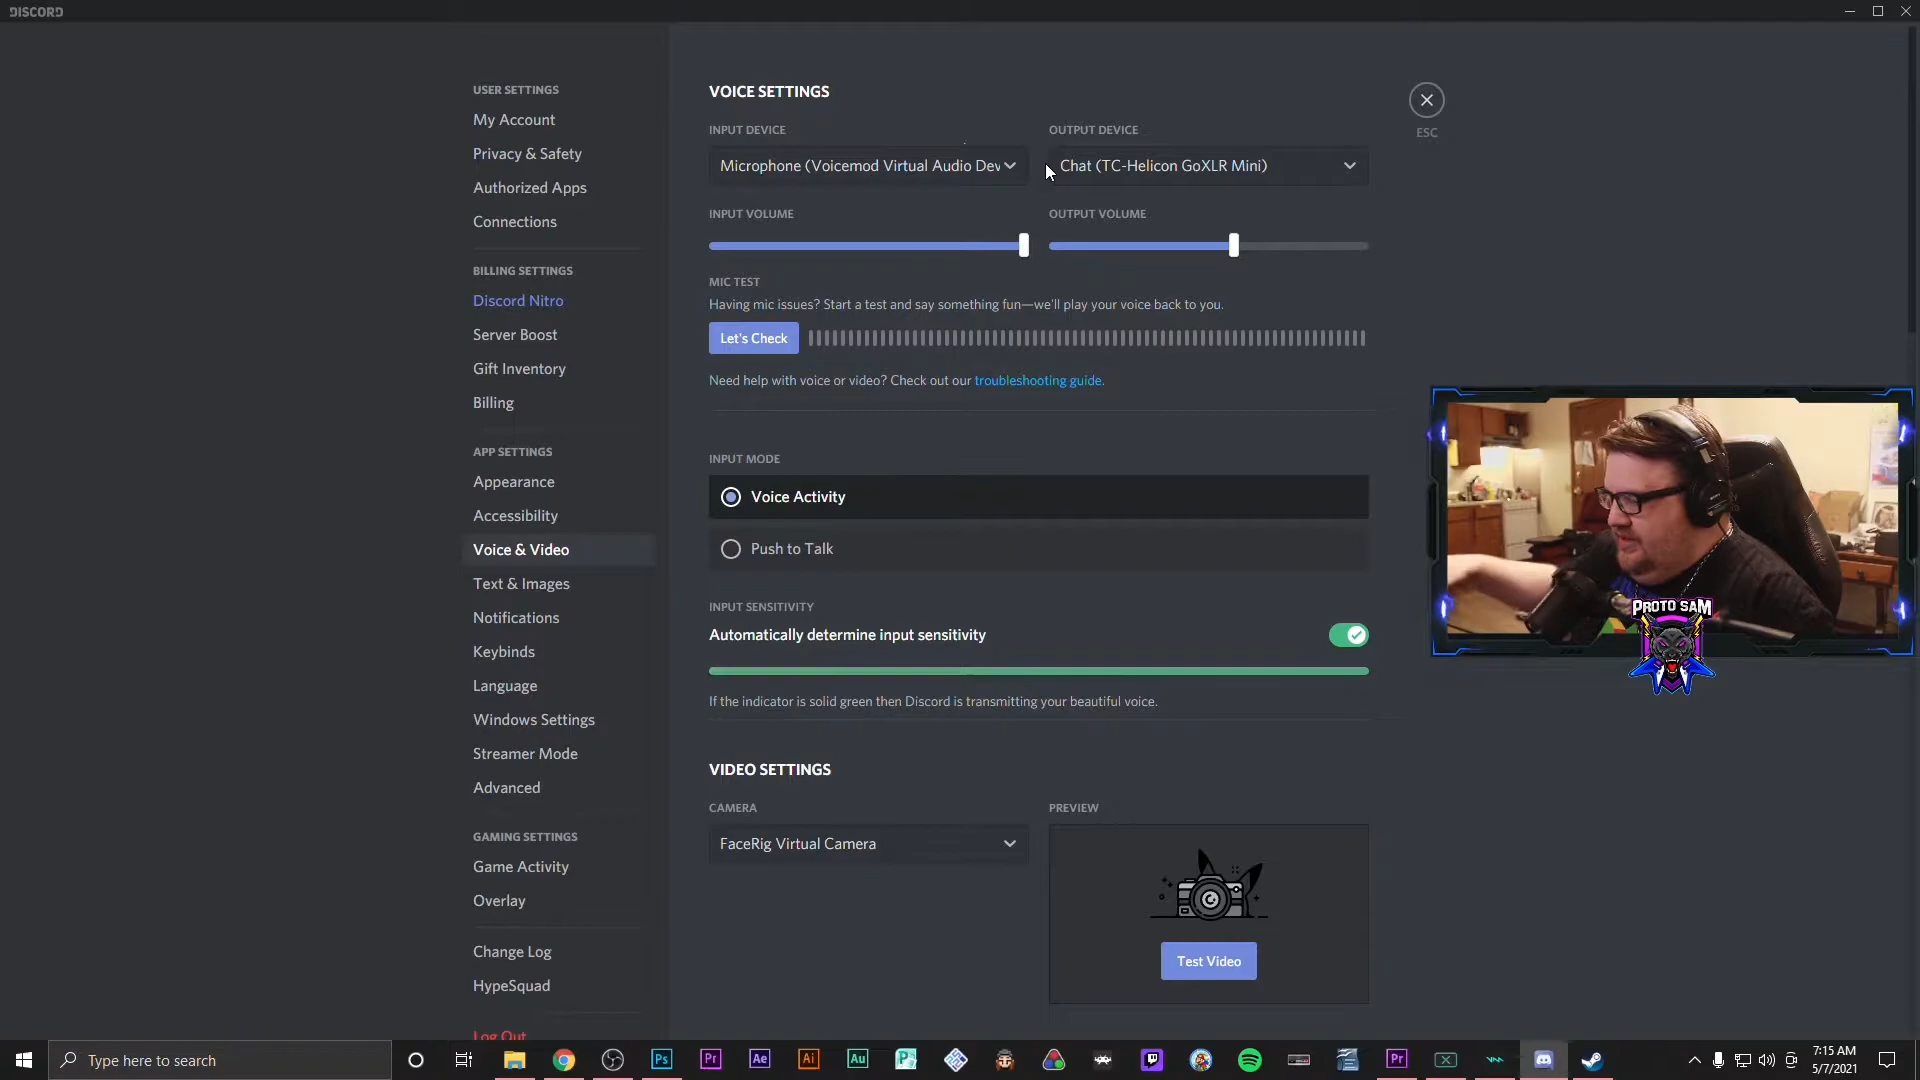 DISCORD
USER SETTINGS
My Account
Privacy & Safety
Authorized Apps
Connections
BILLING SETTINGS
Discord Nitro
Server Boost
Gift Inventory
Billing
APP SETTINGS
Appearance
Accessibility
Voice & Video
Text & Images
Notifications
Keybinds
Language
Windows Settings
Streamer Mode
Advanced
GAMING SETTINGS
Game Activity
Overlay
Change Log
HypeSquad
Log Out
VOICE SETTINGS
INPUT DEVICE
Microphone (Voicemod Virtual Audio Dev
OUTPUT DEVICE
Chat (TC-Helicon GoXLR Mini)
INPUT VOLUME
OUTPUT VOLUME
MIC TEST
Having mic issues? Start a test and say something fun—we'll play your voice back to you.
Let's Check
Need help with voice or video? Check out our troubleshooting guide.
INPUT MODE
Voice Activity
Push to Talk
INPUT SENSITIVITY
Automatically determine input sensitivity
If the indicator is solid green then Discord is transmitting your beautiful voice.
VIDEO SETTINGS
CAMERA
FaceRig Virtual Camera
PREVIEW
Test Video
ESC
PROTO SAM
Type here to search
Ps
Pr
Ae
Ai
Au
Pr
7:15 AM
5/7/2021